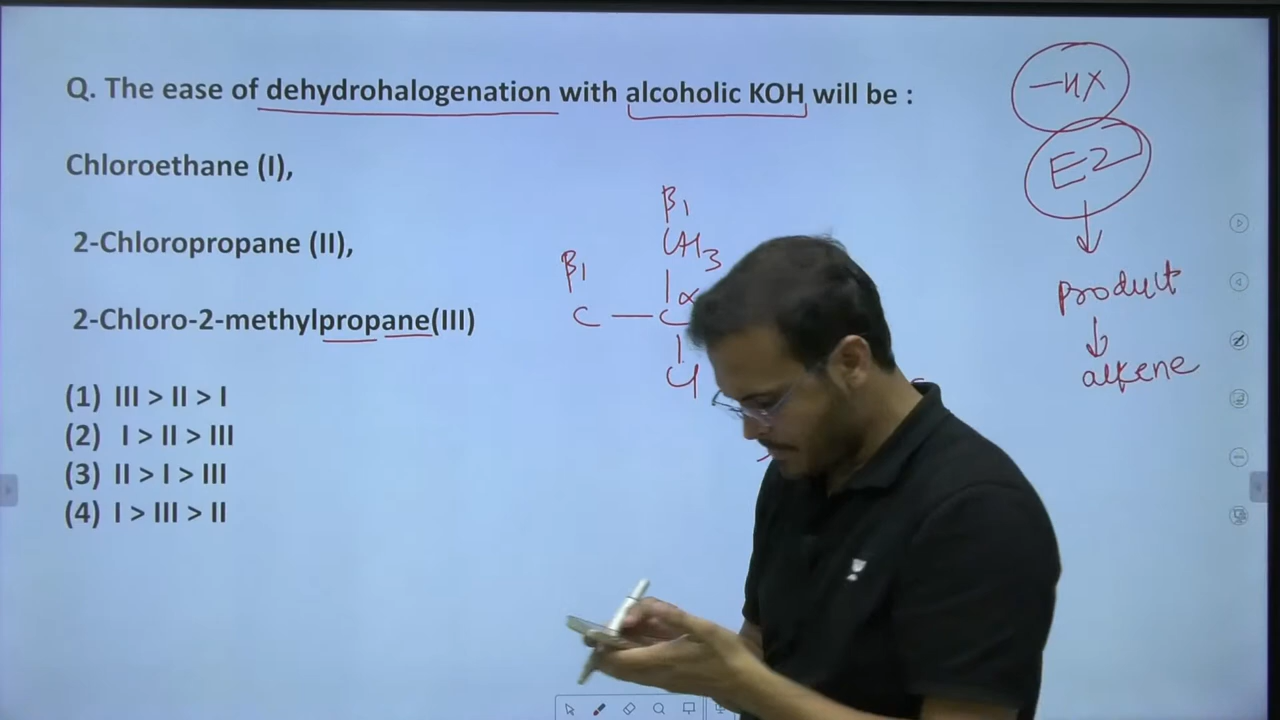 Q. The ease of dehydrohalogenation with alcoholic KOH will be :
Chloroethane (I),
2-Chloropropane (II),
2-Chloro-2-methylpropane(III)
(1) III > II > I
(2) I > II > III
(3) II > I > III
(4) I > III > II
β1
CH3
β1
α
C — C
Cl
-HX
E2
product
alkene